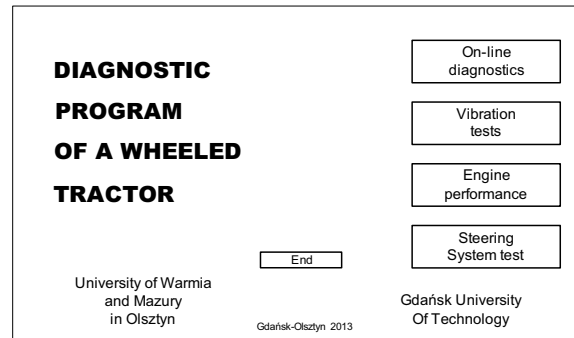 DIAGNOSTIC
PROGRAM
OF A WHEELED
TRACTOR
On-line
diagnostics
Vibration
tests
Engine
performance
Steering
System test
End
University of Warmia
and Mazury
in Olsztyn
Gdańsk-Olsztyn 2013
Gdańsk University
Of Technology